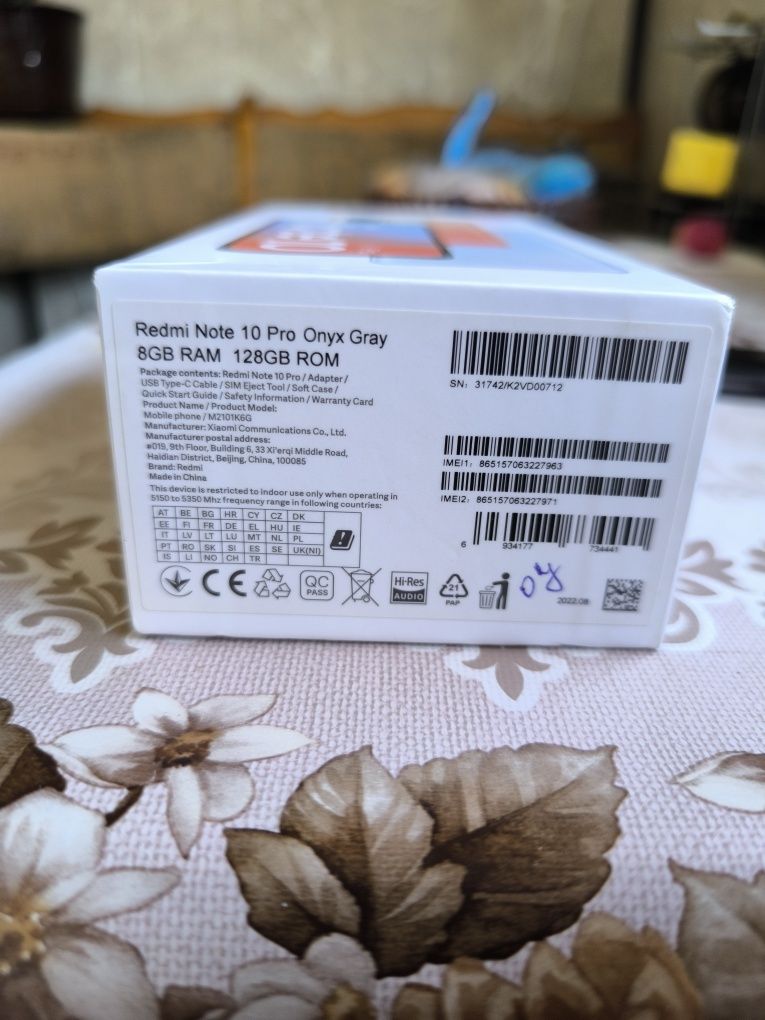 Redmi Note 10 Pro Onyx Gray
8GB RAM 128GB ROM
Package contents: Redmi Note 10 Pro / Adapter /
USB Type-C Cable / SIM Eject Tool / Soft Case /
Quick Start Guide / Safety Information / Warranty Card
Product Name / Product Model:
Mobile phone / M2101K6G
Manufacturer: Xiaomi Communications Co., Ltd.
Manufacturer postal address:
#019, 9th Floor, Building 6, 33 Xi'erqi Middle Road,
Haidian District, Beijing, China, 100085
Brand: Redmi
Made in China
This device is restricted to indoor use only when operating in
5150 to 5350 Mhz frequency range in following countries:
AT BE BG HR CY CZ DK
EE FI FR DE EL HU IE
IT LV LT LU MT NL PL
PT RO SK SI ES SE UK(NI)
IS LI NO CH TR
CE
QC
PASS
Hi-Res
AUDIO
21
PAP
04
2022.08
SN: 31742/K2VD00712
IMEI1: 865157063227963
IMEI2: 865157063227971
6 934177 734441